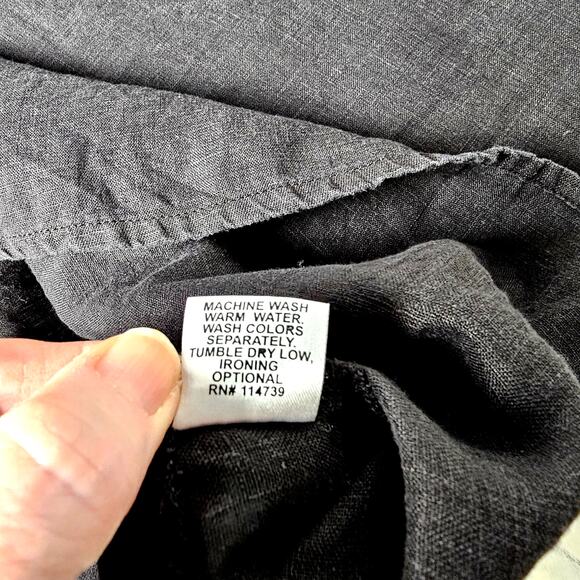 MACHINE WASH
WARM WATER.
WASH COLORS
SEPARATELY.
TUMBLE DRY LOW,
IRONING
OPTIONAL
RN# 114739